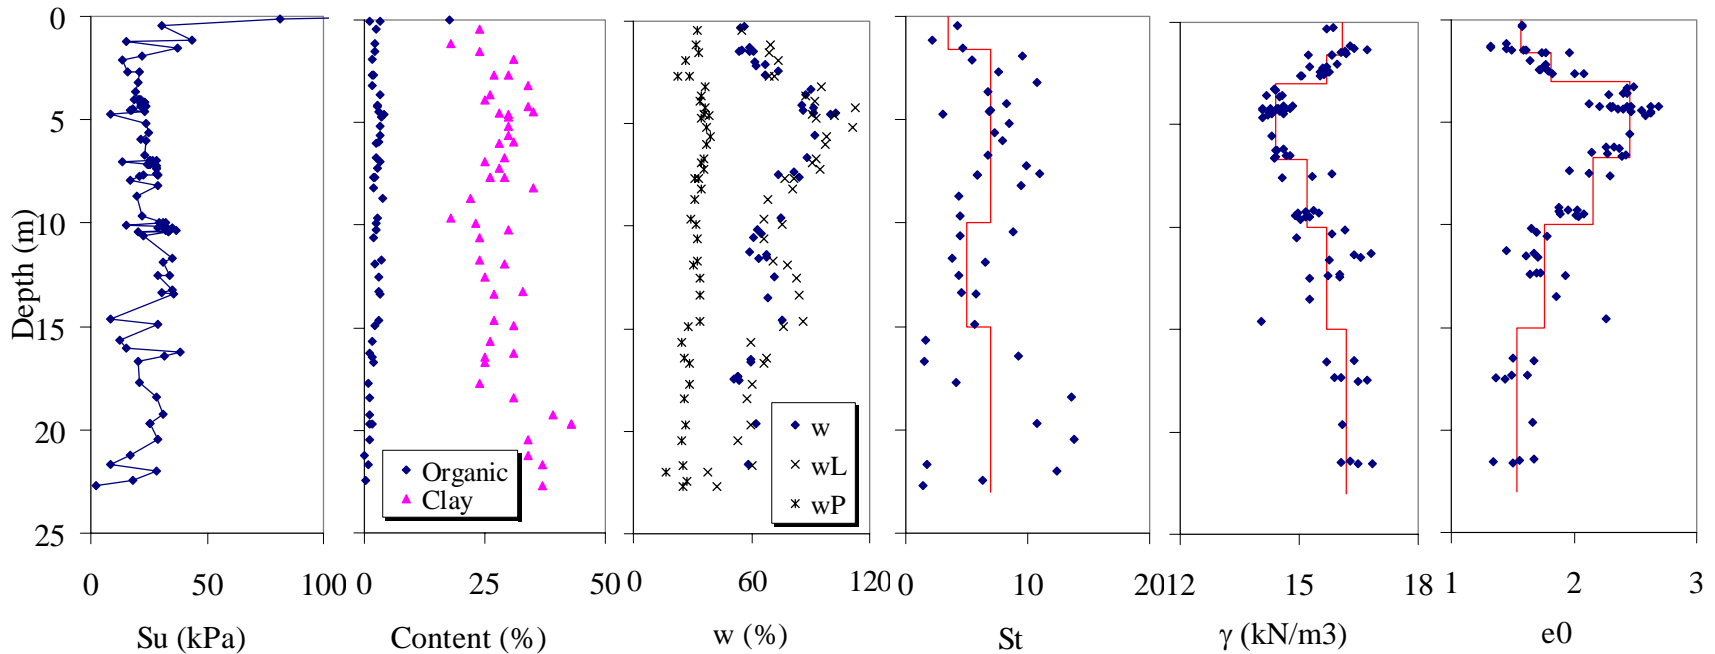 Depth (m)
0
5
10
15
20
25
0 50 100
Su (kPa)
Organic
Clay
0 25 50
Content (%)
w
wL
wP
0 60 120
w (%)
0 10 20
St
12 15 18
γ (kN/m3)
1 2 3
e0